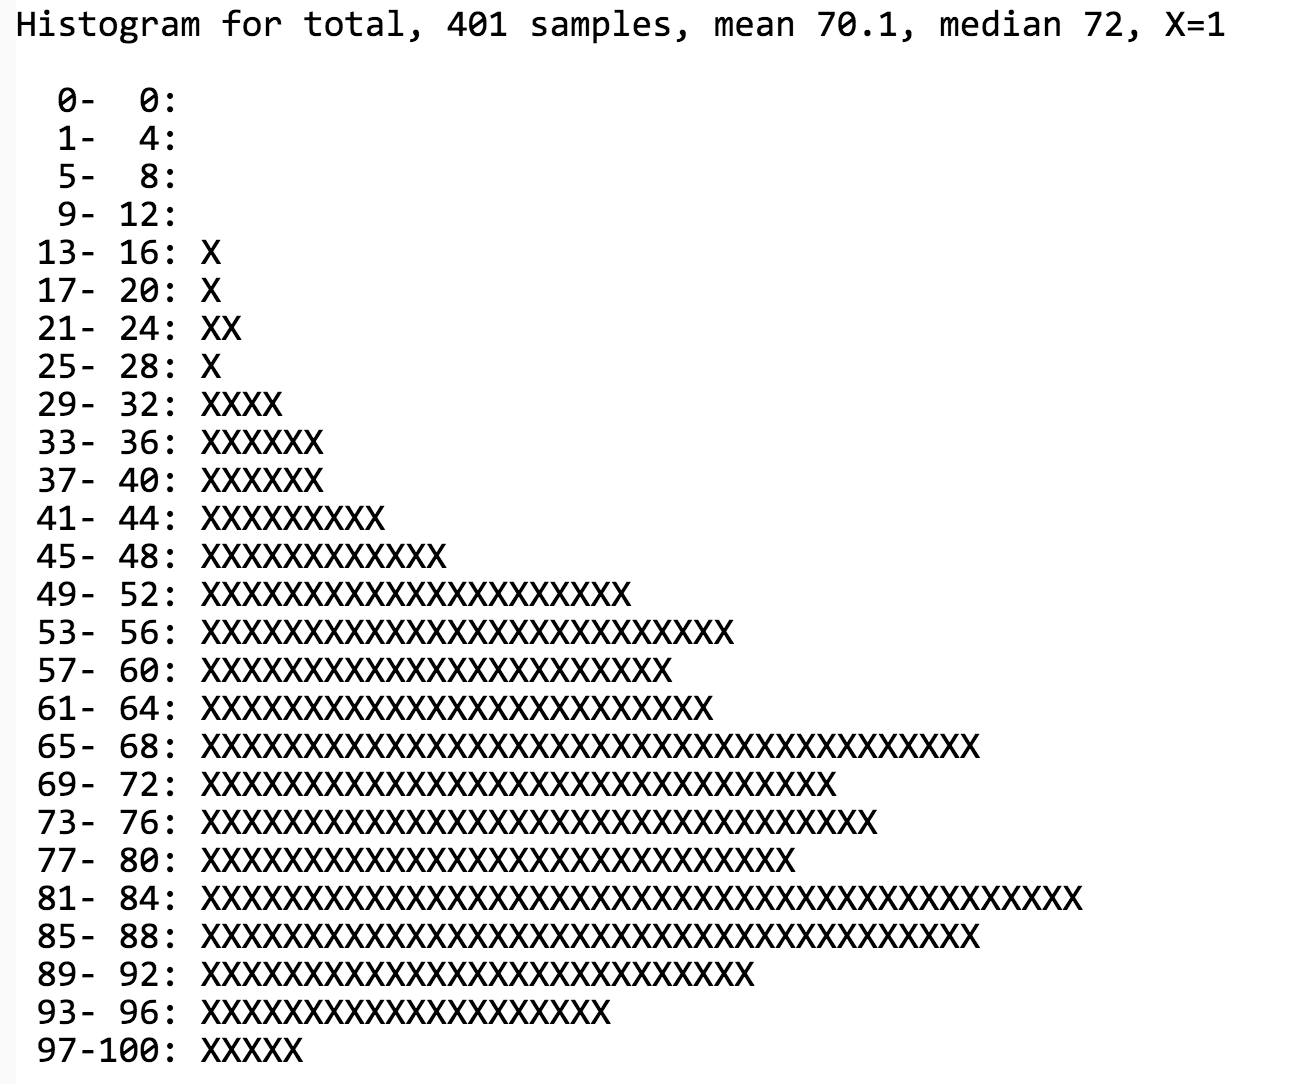 Histogram for total, 401 samples, mean 70.1, median 72, X=1
0-  0:
1-  4:
5-  8:
9- 12:
13- 16: X
17- 20: X
21- 24: XX
25- 28: X
29- 32: XXXX
33- 36: XXXXXX
37- 40: XXXXXX
41- 44: XXXXXXXXX
45- 48: XXXXXXXXXXXX
49- 52: XXXXXXXXXXXXXXXXXXXXX
53- 56: XXXXXXXXXXXXXXXXXXXXXXXXXX
57- 60: XXXXXXXXXXXXXXXXXXXXXXX
61- 64: XXXXXXXXXXXXXXXXXXXXXXXXX
65- 68: XXXXXXXXXXXXXXXXXXXXXXXXXXXXXXXXXXXXXX
69- 72: XXXXXXXXXXXXXXXXXXXXXXXXXXXXXXX
73- 76: XXXXXXXXXXXXXXXXXXXXXXXXXXXXXXXXX
77- 80: XXXXXXXXXXXXXXXXXXXXXXXXXXXXX
81- 84: XXXXXXXXXXXXXXXXXXXXXXXXXXXXXXXXXXXXXXXXXXX
85- 88: XXXXXXXXXXXXXXXXXXXXXXXXXXXXXXXXXXXXXX
89- 92: XXXXXXXXXXXXXXXXXXXXXXXXXXX
93- 96: XXXXXXXXXXXXXXXXXXXX
97-100: XXXXX